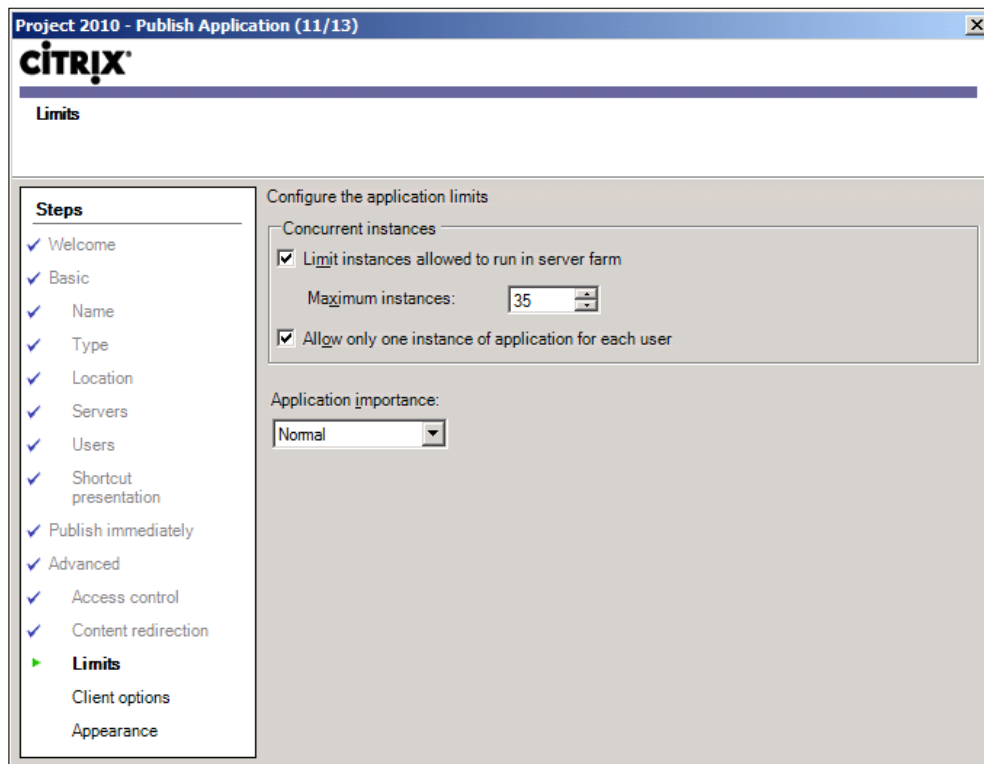 Project 2010 - Publish Application (11/13)
CİTRIX®
Limits
Steps
Welcome
Basic
Name
Type
Location
Servers
Users
Shortcut
presentation
Publish immediately
Advanced
Access control
Content redirection
Limits
Client options
Appearance
Configure the application limits
Concurrent instances
Limit instances allowed to run in server farm
Maximum instances: 35
Allow only one instance of application for each user
Application importance:
Normal